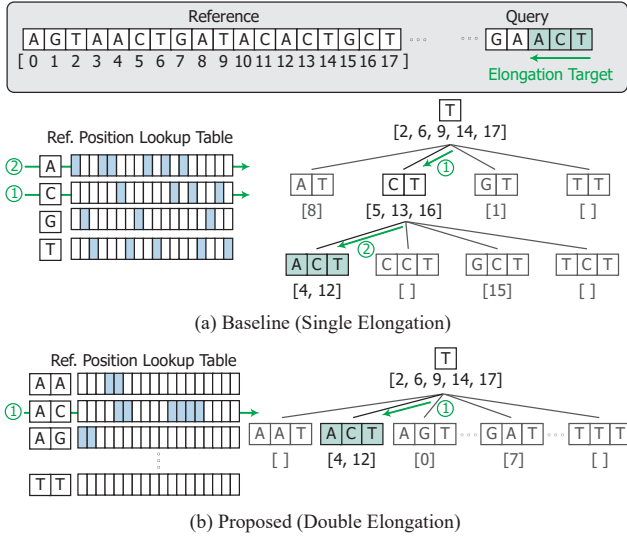 Reference
Query
A G T A A C T G A T A C A C T G C T
G A A C T
[ 0 1 2 3 4 5 6 7 8 9 10 11 12 13 14 15 16 17 ]
Elongation Target
Ref. Position Lookup Table
② A
① C
G
T
T
[2, 6, 9, 14, 17]
①
A T C T G T T T
[8] [5, 13, 16] [1] [ ]
②
A C T C C T G C T T C T
[4, 12] [ ] [15] [ ]
(a) Baseline (Single Elongation)
Ref. Position Lookup Table
A A
① A C
A G
T T
T
[2, 6, 9, 14, 17]
①
A A T A C T A G T G A T T T T
[ ] [4, 12] [0] [7] [ ]
(b) Proposed (Double Elongation)